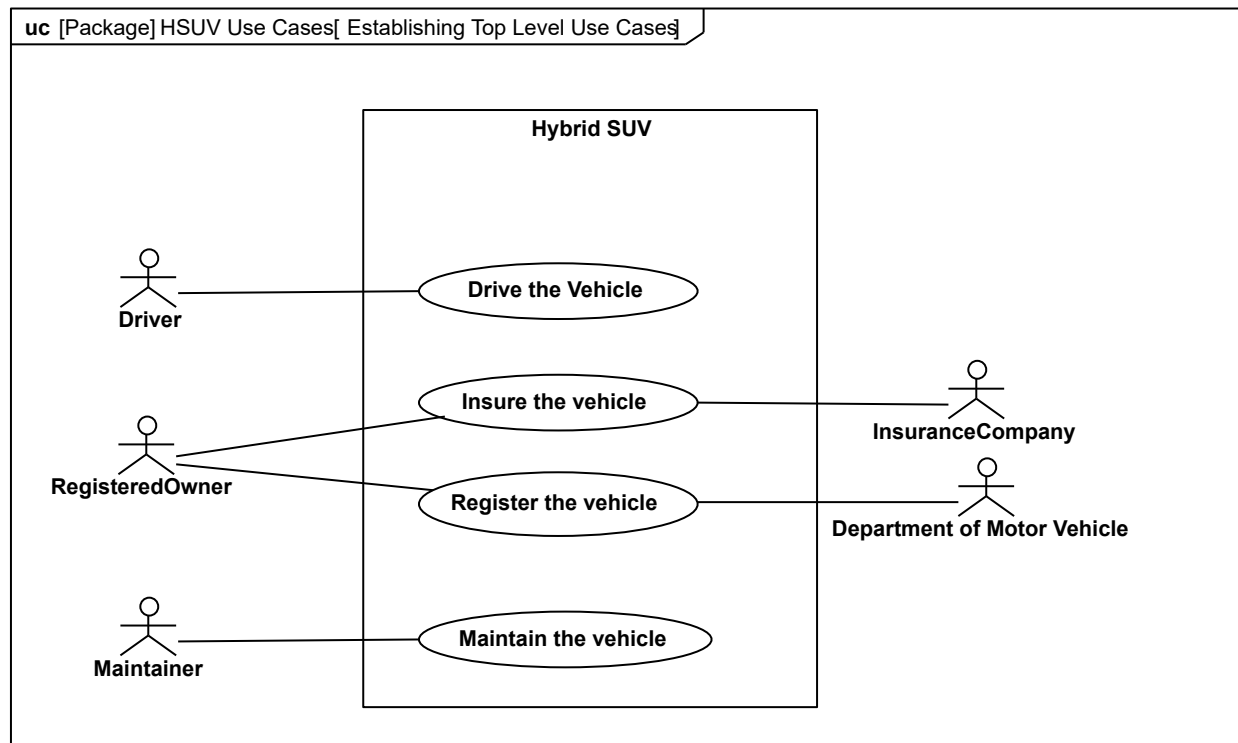 uc [Package] HSUV Use Cases[ Establishing Top Level Use Cases]
Hybrid SUV
Drive the Vehicle
Driver
Insure the vehicle
InsuranceCompany
RegisteredOwner
Register the vehicle
Department of Motor Vehicle
Maintain the vehicle
Maintainer